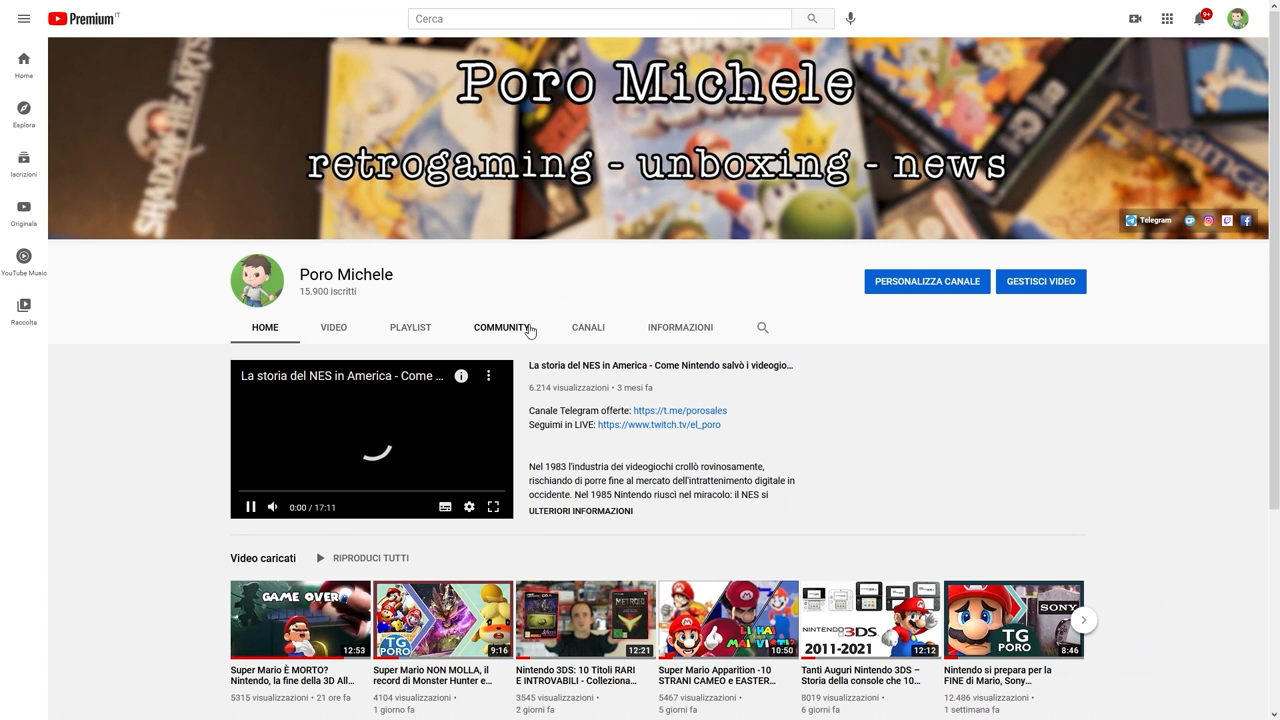 Premium IT
Cerca
9+
Home
Esplora
Iscrizioni
Originals
YouTube Music
Raccolta
SHADOW HEARTS
Poro Michele
retrogaming - unboxing - news
Telegram
Poro Michele
15.900 iscritti
PERSONALIZZA CANALE
GESTISCI VIDEO
HOME
VIDEO
PLAYLIST
COMMUNITY
CANALI
INFORMAZIONI
La storia del NES in America - Come ...
0:00 / 17:11
La storia del NES in America - Come Nintendo salvò i videogio...
6.214 visualizzazioni • 3 mesi fa
Canale Telegram offerte: https://t.me/porosales
Seguimi in LIVE: https://www.twitch.tv/el_poro
Nel 1983 l'industria dei videogiochi crollò rovinosamente,
rischiando di porre fine al mercato dell'intrattenimento digitale in
occidente. Nel 1985 Nintendo riuscì nel miracolo: il NES si
ULTERIORI INFORMAZIONI
Video caricati
RIPRODUCI TUTTI
GAME OVER
12:53
TG
PORO
9:16
METROID
12:21
LI HAI
MAI VISTI?
10:50
NINTENDO 3DS
2011-2021
12:12
SONY
TG
PORO
8:46
Super Mario È MORTO?
Nintendo, la fine della 3D All...
5315 visualizzazioni • 21 ore fa
Super Mario NON MOLLA, il
record di Monster Hunter e...
4104 visualizzazioni •
1 giorno fa
Nintendo 3DS: 10 Titoli RARI
E INTROVABILI - Colleziona...
3545 visualizzazioni •
2 giorni fa
Super Mario Apparition -10
STRANI CAMEO e EASTER...
5467 visualizzazioni •
5 giorni fa
Tanti Auguri Nintendo 3DS –
Storia della console che 10...
8019 visualizzazioni •
6 giorni fa
Nintendo si prepara per la
FINE di Mario, Sony...
12.486 visualizzazioni •
1 settimana fa